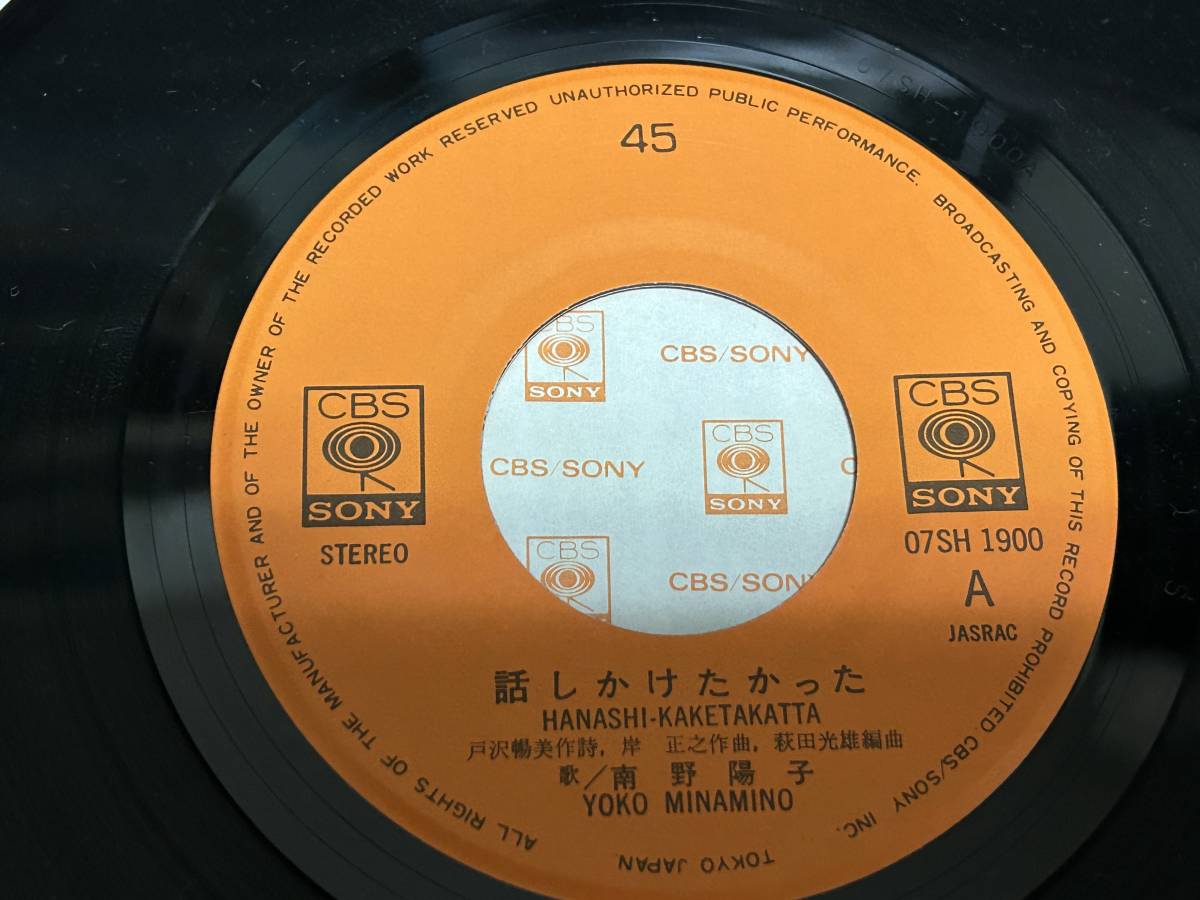 ALL RIGHTS OF THE MANUFACTURER AND OF THE OWNER OF THE RECORDED WORK RESERVED UNAUTHORIZED PUBLIC PERFORMANCE. BROADCASTING AND COPYING OF THIS RECORD PROHIBITED. CBS/SONY INC. TOKYO JAPAN.
45
CBS
SONY
STEREO
CBS
SONY
CBS/SONY
CBS/SONY
CBS
SONY
CBS
CBS/SONY
CBS
SONY
07SH 1900
A
JASRAC
話しかけたかった
HANASHI-KAKETAKATTA
戸沢暢美作詩, 岸 正之作曲, 萩田光雄編曲
歌／南野陽子
YOKO MINAMINO